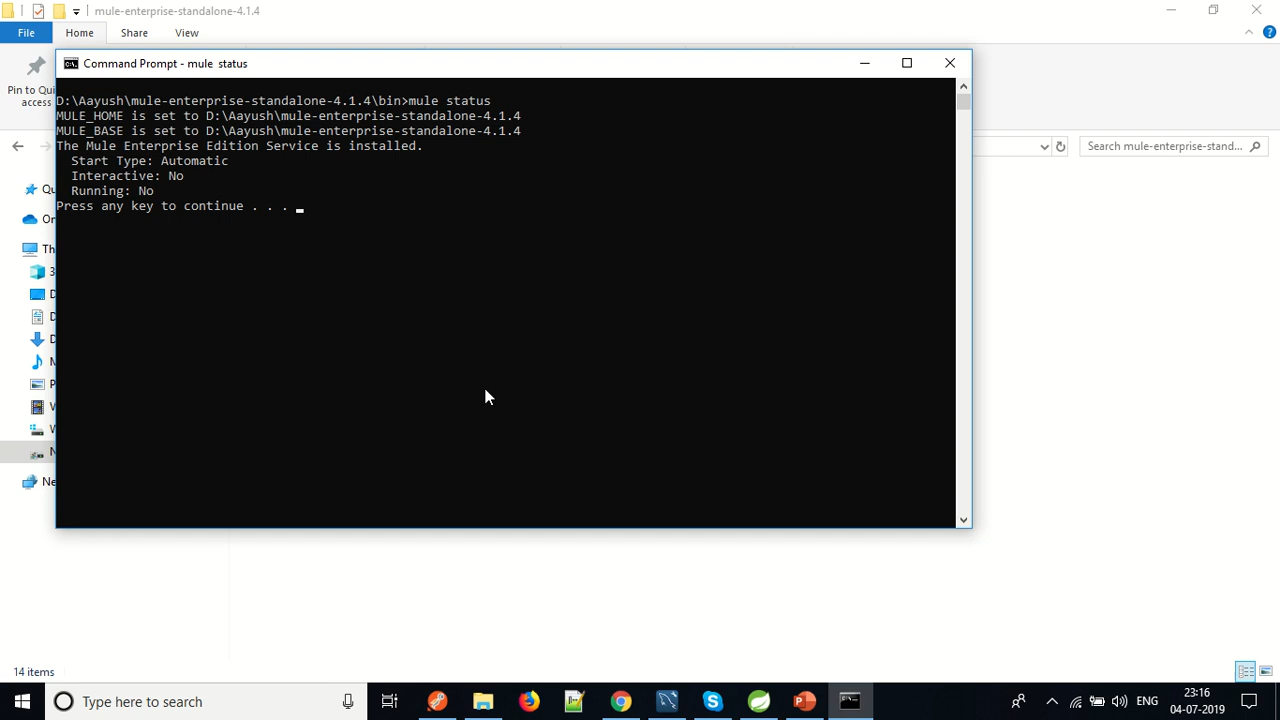 mule-enterprise-standalone-4.1.4
File Home Share View
Pin to Qui
access
Command Prompt - mule status
D:\Aayush\mule-enterprise-standalone-4.1.4\bin>mule status
MULE_HOME is set to D:\Aayush\mule-enterprise-standalone-4.1.4
MULE_BASE is set to D:\Aayush\mule-enterprise-standalone-4.1.4
The Mule Enterprise Edition Service is installed.
Start Type: Automatic
Interactive: No
Running: No
Press any key to continue . . .
Search mule-enterprise-stand...
Qu
On
Th
3
D
D
D
M
P
V
W
N
Ne
14 items
Type here to search
ENG
23:16
04-07-2019